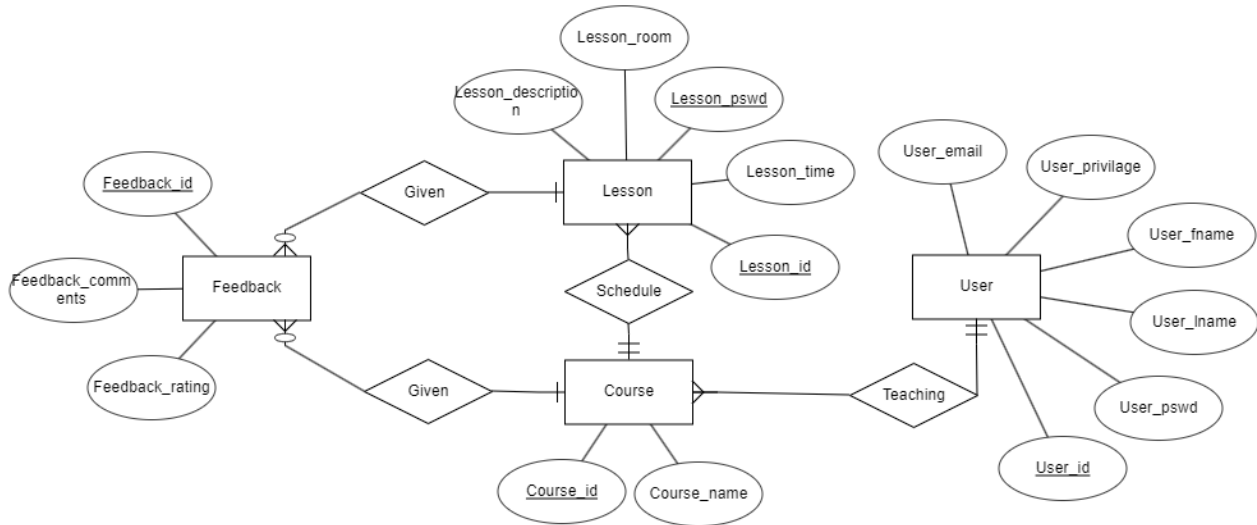 Lesson_room
Lesson_descriptio
n
Lesson_pswd
User_email
User_privilage
Lesson_time
Feedback_id
Given
Lesson
User_fname
Lesson_id
Feedback_comm
ents
Feedback
Schedule
User
User_lname
Feedback_rating
Given
Course
Teaching
User_pswd
Course_id
Course_name
User_id